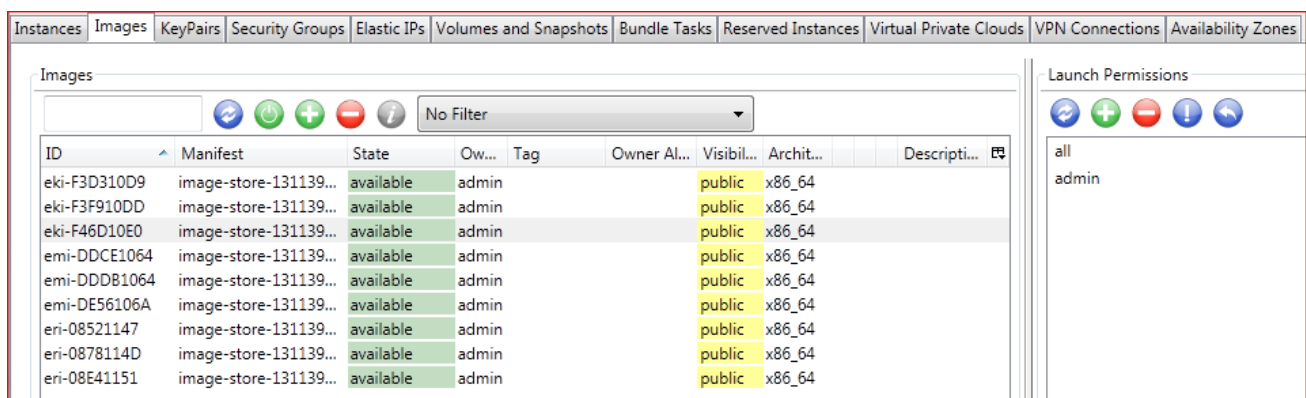 Instances Images KeyPairs Security Groups Elastic IPs Volumes and Snapshots Bundle Tasks Reserved Instances Virtual Private Clouds VPN Connections Availability Zones
Images
No Filter
ID Manifest State Ow... Tag Owner Al... Visibil... Archit... Descripti...
eki-F3D310D9 image-store-131139... available admin public x86_64
eki-F3F910DD image-store-131139... available admin public x86_64
eki-F46D10E0 image-store-131139... available admin public x86_64
emi-DDCE1064 image-store-131139... available admin public x86_64
emi-DDDB1064 image-store-131139... available admin public x86_64
emi-DE56106A image-store-131139... available admin public x86_64
eri-08521147 image-store-131139... available admin public x86_64
eri-0878114D image-store-131139... available admin public x86_64
eri-08E41151 image-store-131139... available admin public x86_64
Launch Permissions
all
admin